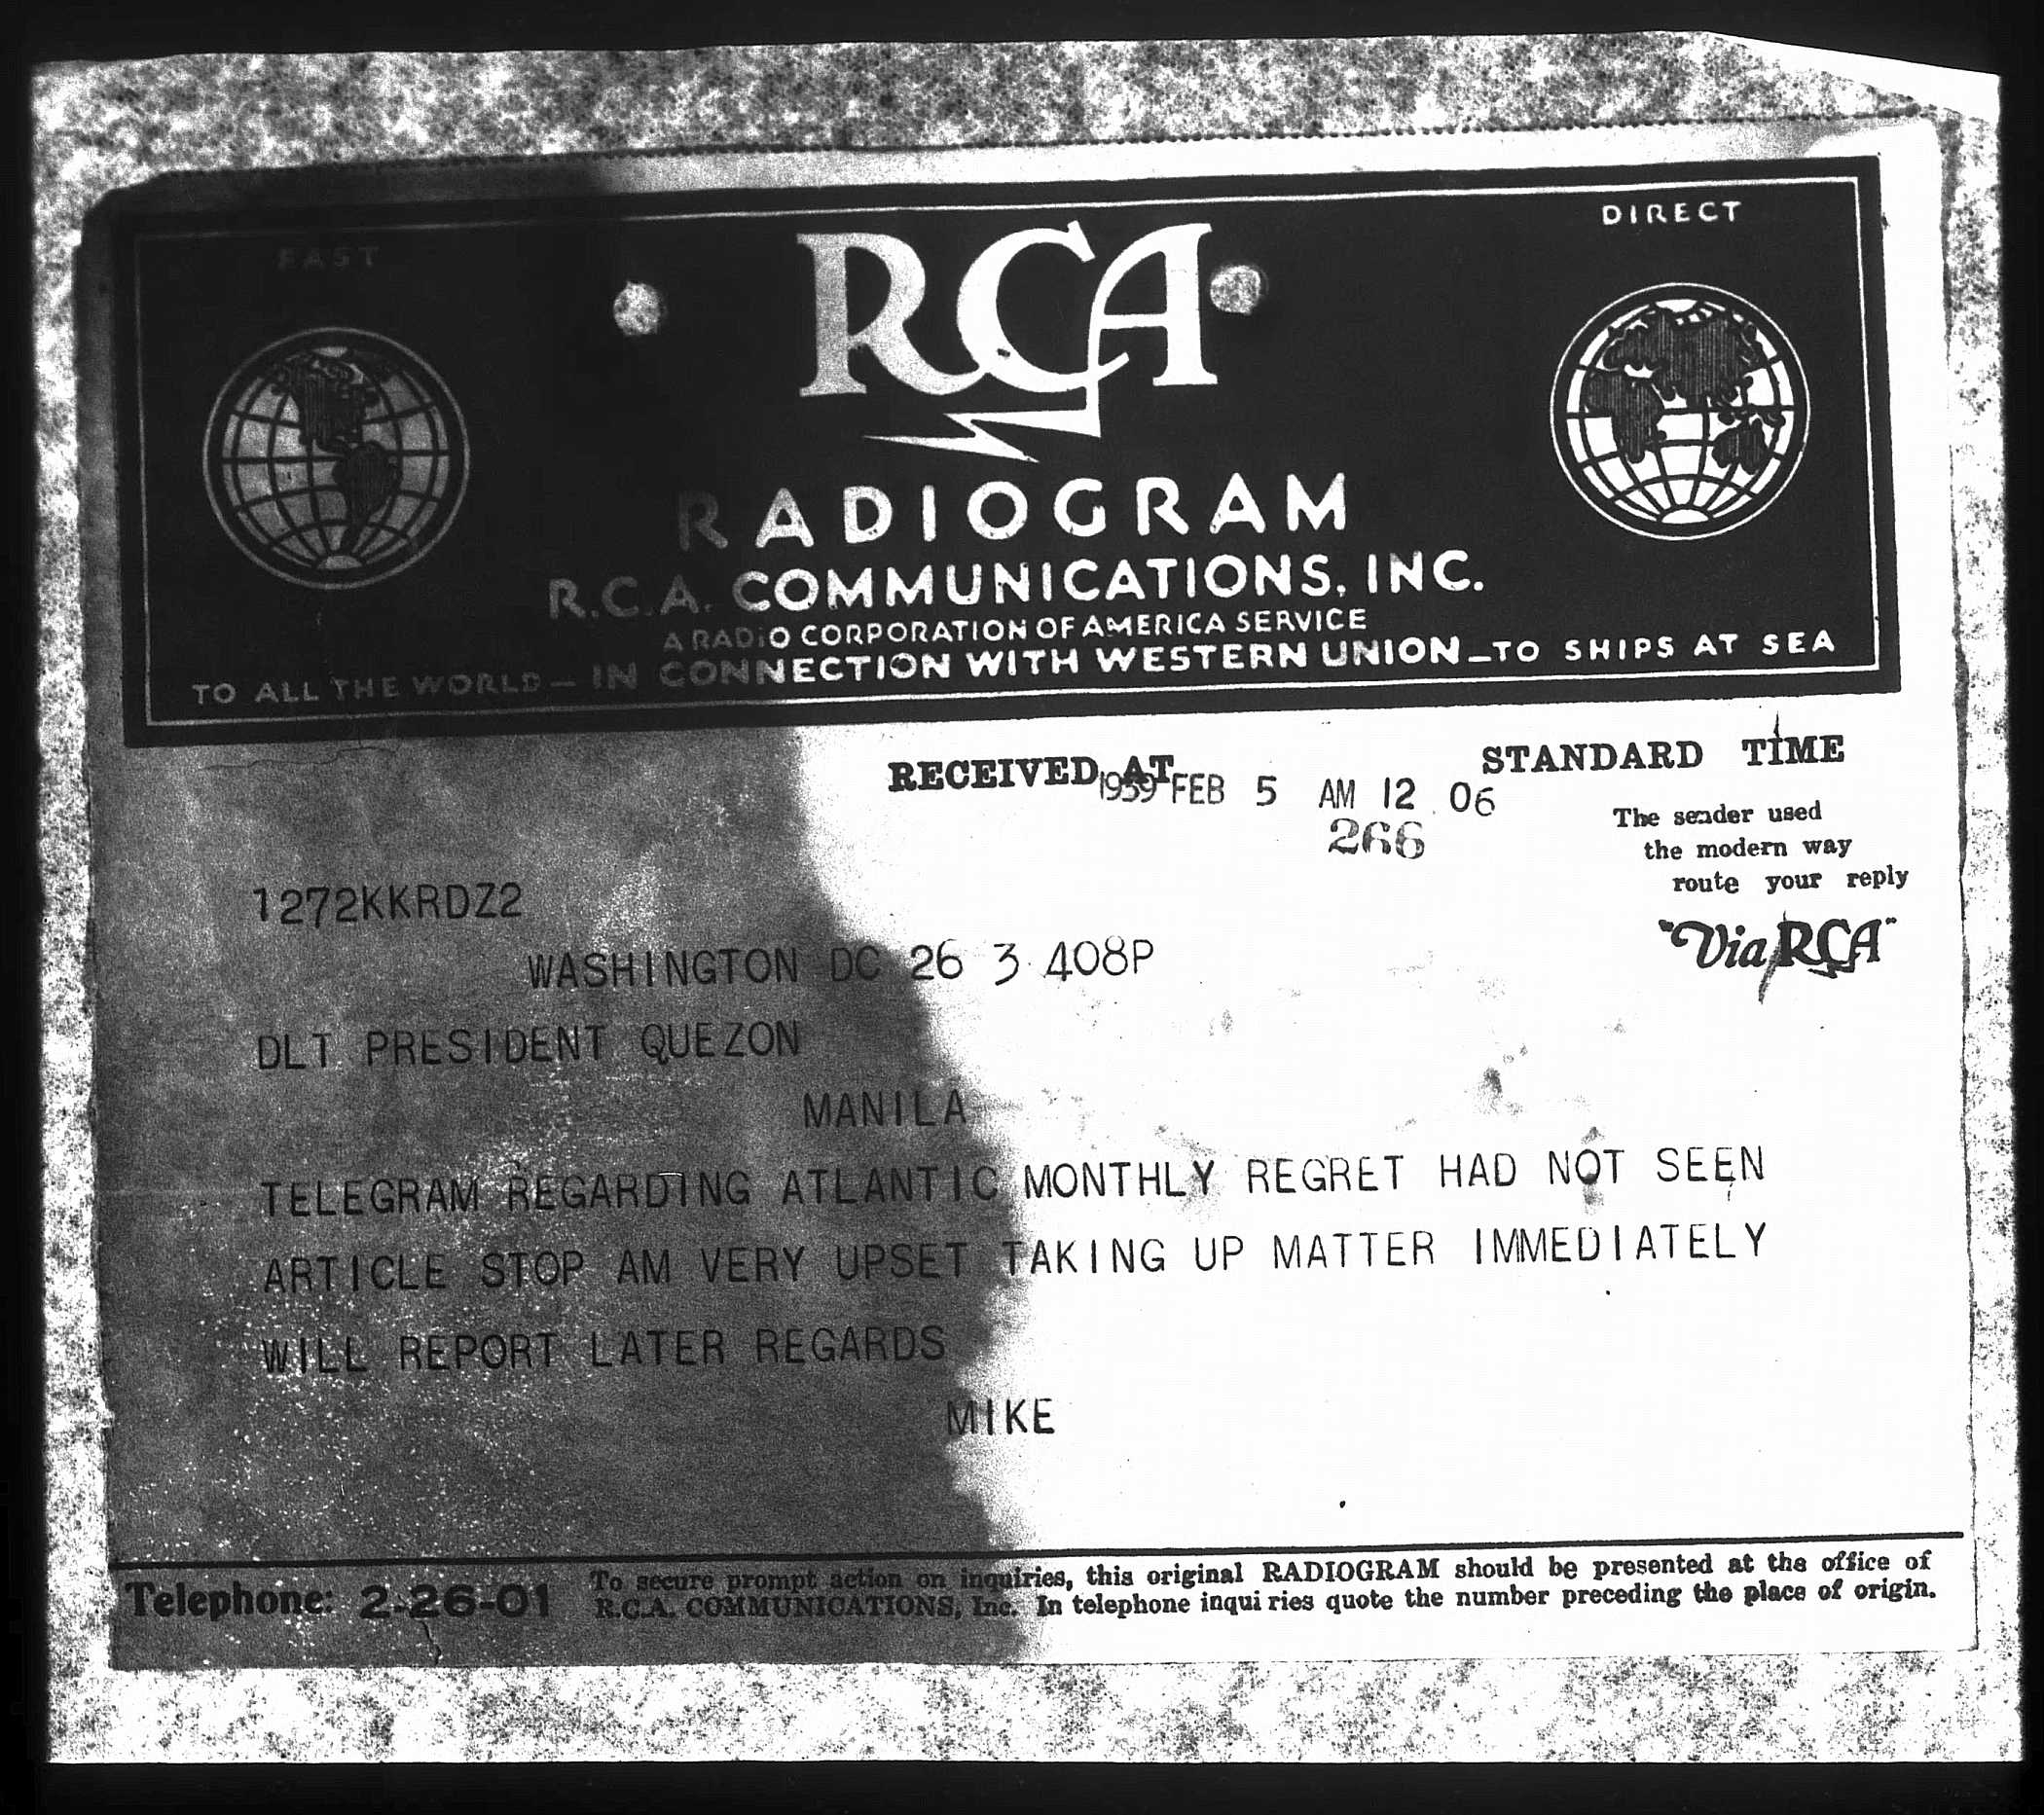 FAST
DIRECT
RCA
RADIOGRAM
R.C.A. COMMUNICATIONS, INC.
A RADIO CORPORATION OF AMERICA SERVICE
TO ALL THE WORLD — IN CONNECTION WITH WESTERN UNION — TO SHIPS AT SEA
RECEIVED AT STANDARD TIME
1939 FEB 5 AM 12 06
266
The sender used
the modern way
route your reply
"Via RCA"
1272KKRDZ2
WASHINGTON DC 26 3 408P
DLT PRESIDENT QUEZON
MANILA
TELEGRAM REGARDING ATLANTIC MONTHLY REGRET HAD NOT SEEN
ARTICLE STOP AM VERY UPSET TAKING UP MATTER IMMEDIATELY
WILL REPORT LATER REGARDS
MIKE
Telephone: 2-26-01
To secure prompt action on inquiries, this original RADIOGRAM should be presented at the office of
R.C.A. COMMUNICATIONS, Inc. In telephone inquiries quote the number preceding the place of origin.